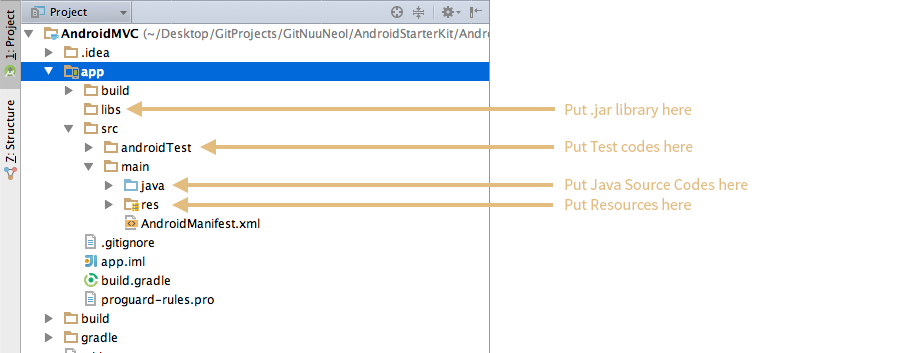 Project
1: Project
AndroidMVC (~/Desktop/GitProjects/GitNuuNeoI/AndroidStarterKit/Andro
.idea
app
build
libs
Put .jar library here
src
androidTest
Put Test codes here
main
java
Put Java Source Codes here
res
Put Resources here
AndroidManifest.xml
.gitignore
app.iml
build.gradle
proguard-rules.pro
build
gradle
Z: Structure